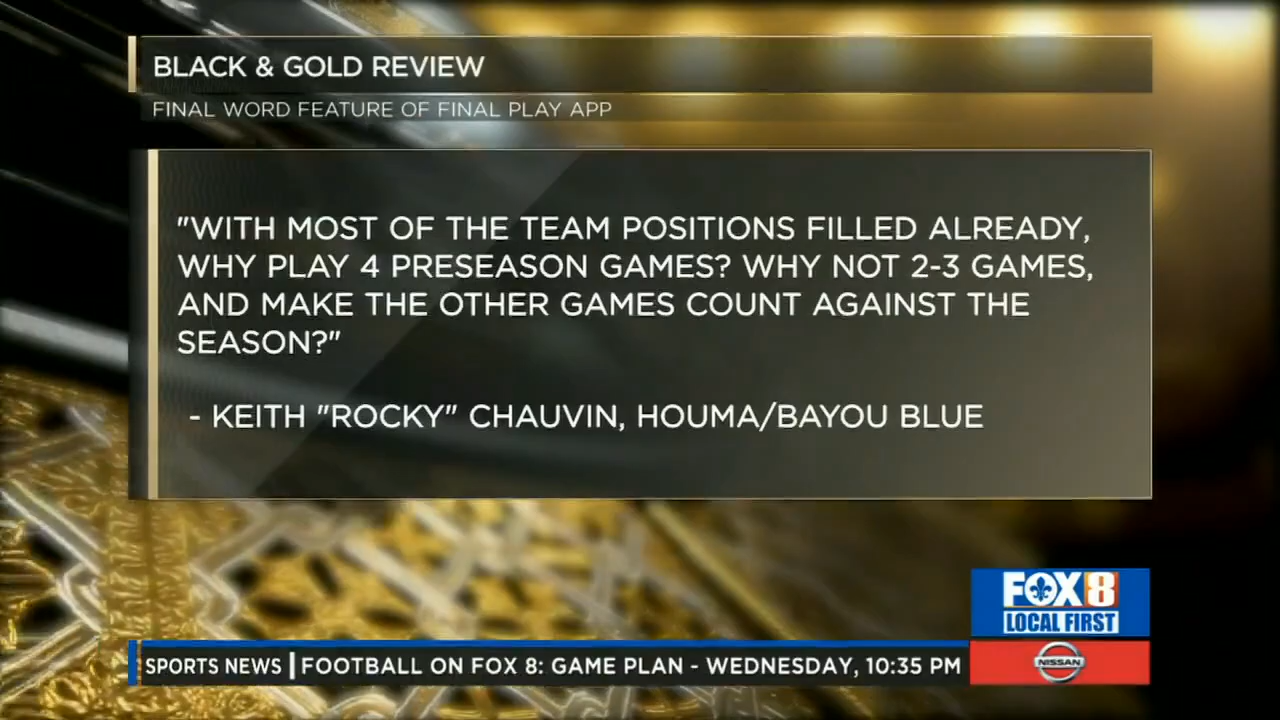 BLACK & GOLD REVIEW
FINAL WORD FEATURE OF FINAL PLAY APP
"WITH MOST OF THE TEAM POSITIONS FILLED ALREADY,
WHY PLAY 4 PRESEASON GAMES? WHY NOT 2-3 GAMES,
AND MAKE THE OTHER GAMES COUNT AGAINST THE
SEASON?"
- KEITH "ROCKY" CHAUVIN, HOUMA/BAYOU BLUE
FOX 8
LOCAL FIRST
SPORTS NEWS | FOOTBALL ON FOX 8: GAME PLAN - WEDNESDAY, 10:35 PM
NISSAN